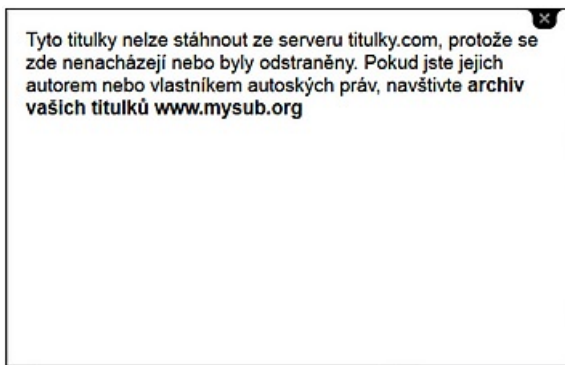 Tyto titulky nelze stáhnout ze serveru titulky.com, protože se
zde nenacházejí nebo byly odstraněny. Pokud jste jejich
autorem nebo vlastníkem autoských práv, navštivte archiv
vašich titulků www.mysub.org